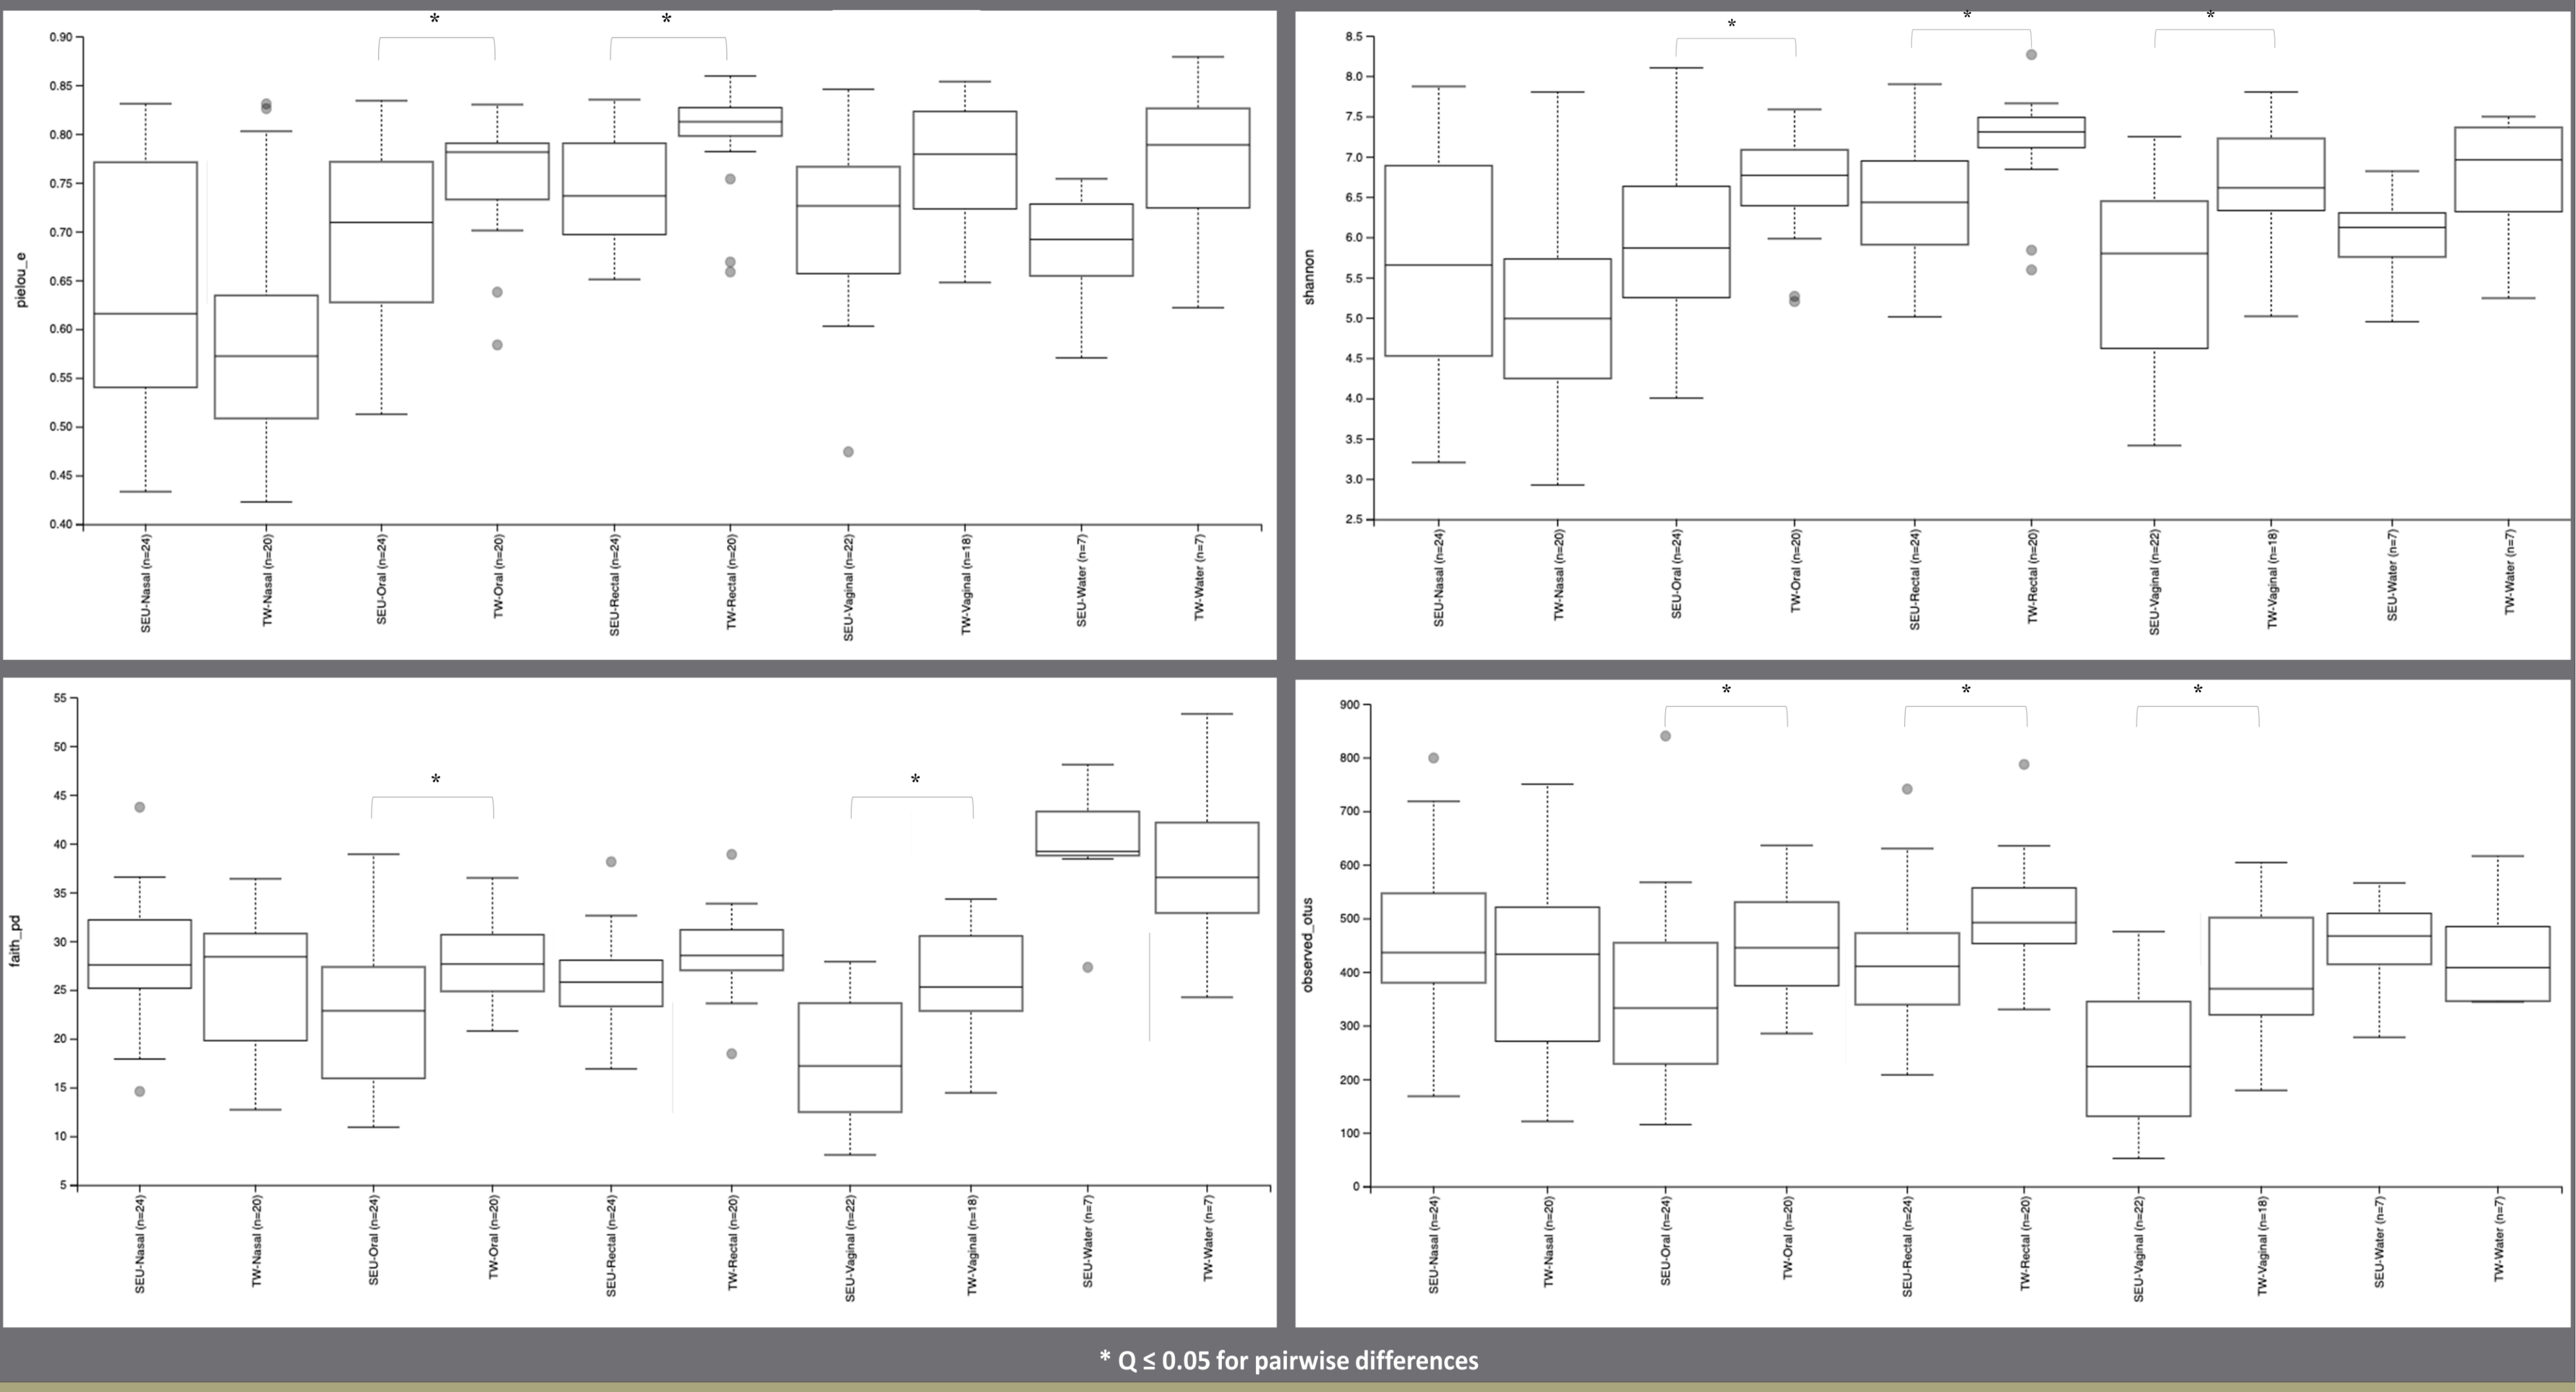 * *
pielou_e
0.90
0.85
0.80
0.75
0.70
0.65
0.60
0.55
0.50
0.45
0.40
SEU-Nasal (n=24)
TW-Nasal (n=20)
SEU-Oral (n=24)
TW-Oral (n=20)
SEU-Rectal (n=24)
TW-Rectal (n=20)
SEU-Vaginal (n=22)
TW-Vaginal (n=18)
SEU-Water (n=7)
TW-Water (n=7)
* * *
shannon
8.5
8.0
7.5
7.0
6.5
6.0
5.5
5.0
4.5
4.0
3.5
3.0
2.5
SEU-Nasal (n=24)
TW-Nasal (n=20)
SEU-Oral (n=24)
TW-Oral (n=20)
SEU-Rectal (n=24)
TW-Rectal (n=20)
SEU-Vaginal (n=22)
TW-Vaginal (n=18)
SEU-Water (n=7)
TW-Water (n=7)
* *
faith_pd
55
50
45
40
35
30
25
20
15
10
5
SEU-Nasal (n=24)
TW-Nasal (n=20)
SEU-Oral (n=24)
TW-Oral (n=20)
SEU-Rectal (n=24)
TW-Rectal (n=20)
SEU-Vaginal (n=22)
TW-Vaginal (n=18)
SEU-Water (n=7)
TW-Water (n=7)
* * *
observed_otus
900
800
700
600
500
400
300
200
100
0
SEU-Nasal (n=24)
TW-Nasal (n=20)
SEU-Oral (n=24)
TW-Oral (n=20)
SEU-Rectal (n=24)
TW-Rectal (n=20)
SEU-Vaginal (n=22)
TW-Vaginal (n=18)
SEU-Water (n=7)
TW-Water (n=7)
* Q ≤ 0.05 for pairwise differences